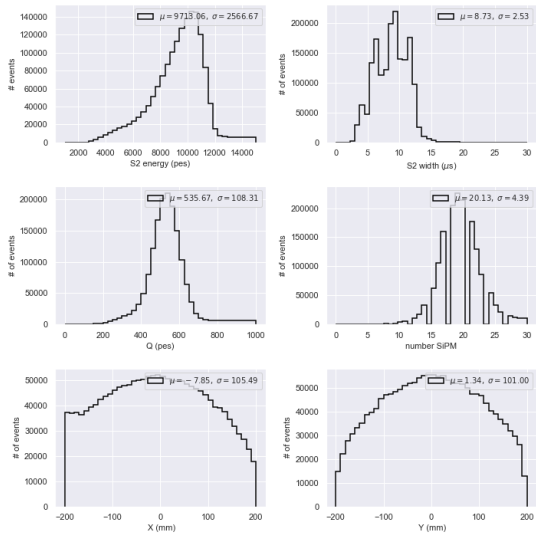 140000
120000
100000
80000
60000
40000
20000
0
# of events
μ = 9713.06, σ = 2566.67
2000 4000 6000 8000 10000 12000 14000
S2 energy (pes)
200000
150000
100000
50000
0
# of events
μ = 8.73, σ = 2.53
0 5 10 15 20 25 30
S2 width (μs)
200000
150000
100000
50000
0
# of events
μ = 535.67, σ = 108.31
0 200 400 600 800 1000
Q (pes)
200000
150000
100000
50000
0
# of events
μ = 20.13, σ = 4.39
0 5 10 15 20 25 30
number SiPM
50000
40000
30000
20000
10000
0
# of events
μ = −7.85, σ = 105.49
−200 −100 0 100 200
X (mm)
50000
40000
30000
20000
10000
0
# of events
μ = 1.34, σ = 101.00
−200 −100 0 100 200
Y (mm)